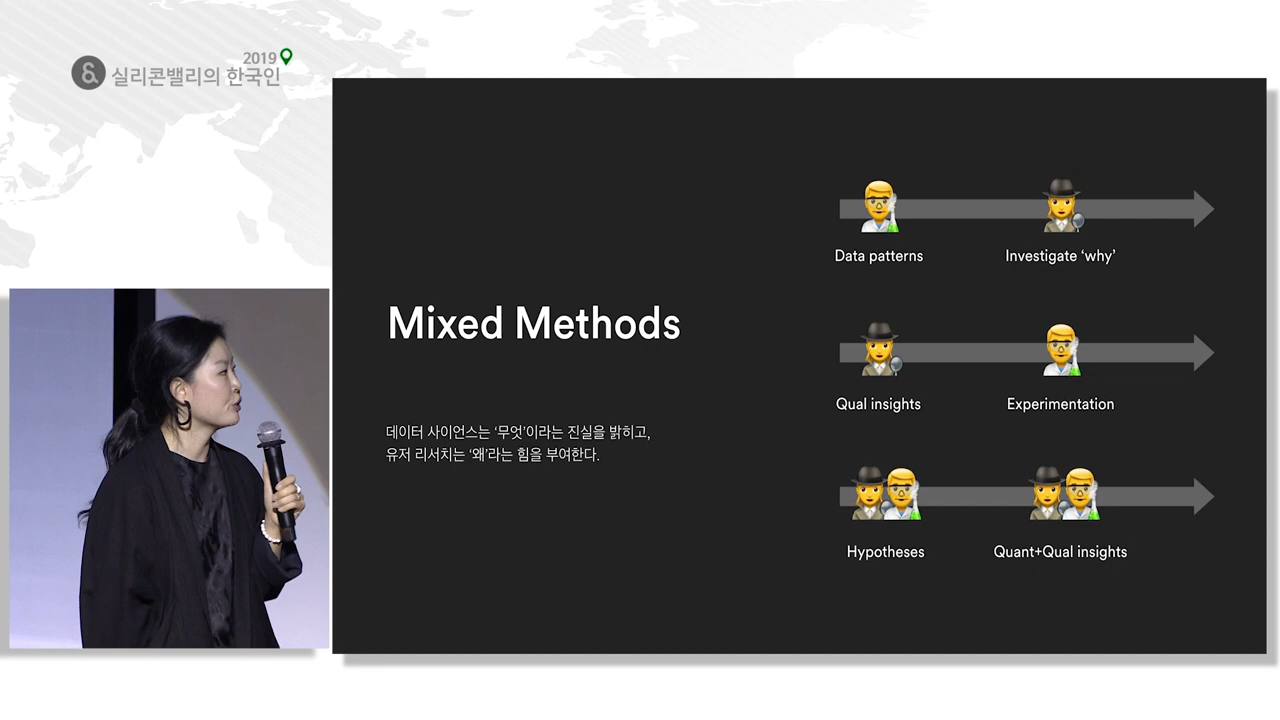 2019
& 실리콘밸리의 한국인
Mixed Methods
데이터 사이언스는 ‘무엇’이라는 진실을 밝히고,
유저 리서치는 ‘왜’라는 힘을 부여한다.
Data patterns
Investigate ‘why’
Qual insights
Experimentation
Hypotheses
Quant+Qual insights